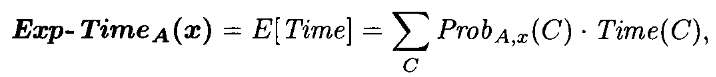 Exp-Time_A(x) = E[Time] = ∑_C Prob_{A,x}(C) · Time(C),